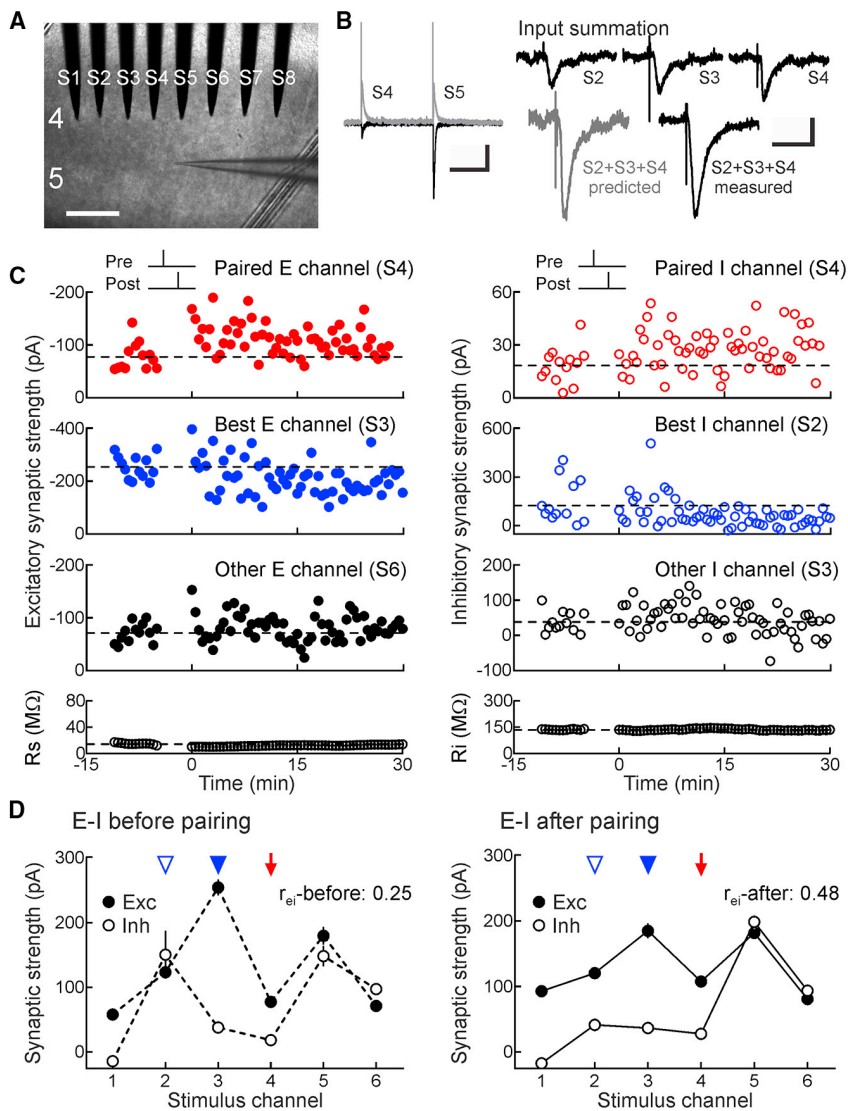 A
S1 S2 S3 S4 S5 S6 S7 S8
4
5
B
S4 S5
Input summation
S2 S3 S4
S2+S3+S4
predicted
S2+S3+S4
measured
C
Pre
Post
Paired E channel (S4)
-200
-100
0
Best E channel (S3)
-400
-200
0
Other E channel (S6)
-200
-100
0
Excitatory synaptic strength (pA)
80
40
0
Rs (MΩ)
-15 0 15 30
Time (min)
Pre
Post
Paired I channel (S4)
60
30
0
Best I channel (S2)
600
300
0
Other I channel (S3)
200
100
0
-100
Inhibitory synaptic strength (pA)
300
150
0
Ri (MΩ)
-15 0 15 30
Time (min)
D
E-I before pairing
300
200
100
0
Synaptic strength (pA)
Exc
Inh
rei-before: 0.25
1 2 3 4 5 6
Stimulus channel
E-I after pairing
300
200
100
0
Synaptic strength (pA)
Exc
Inh
rei-after: 0.48
1 2 3 4 5 6
Stimulus channel